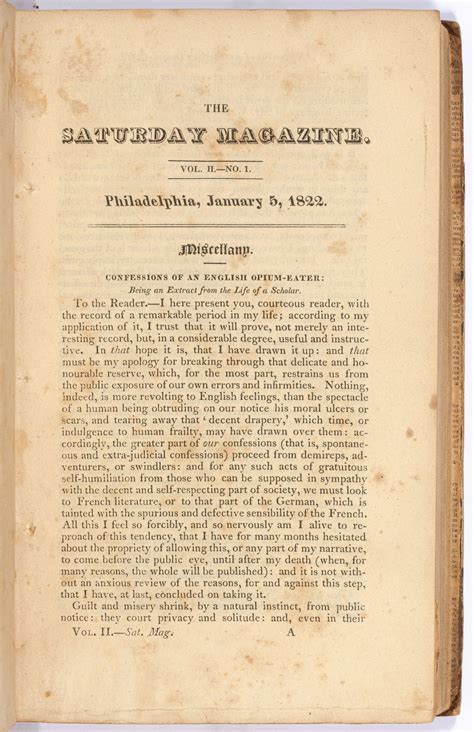 THE
SATURDAY MAGAZINE.
VOL. II.—NO. 1.
Philadelphia, January 5, 1822.
Miscellany.
CONFESSIONS OF AN ENGLISH OPIUM-EATER:
Being an Extract from the Life of a Scholar.
To the Reader.—I here present you, courteous reader, with
the record of a remarkable period in my life; according to my
application of it, I trust that it will prove, not merely an inte-
resting record, but, in a considerable degree, useful and instruc-
tive. In that hope it is, that I have drawn it up: and that
must be my apology for breaking through that delicate and ho-
nourable reserve, which, for the most part, restrains us from
the public exposure of our own errors and infirmities. Nothing,
indeed, is more revolting to English feelings, than the spectacle
of a human being obtruding on our notice his moral ulcers or
scars, and tearing away that 'decent drapery,' which time, or
indulgence to human frailty, may have drawn over them: ac-
cordingly, the greater part of our confessions (that is, spontane-
ous and extra-judicial confessions) proceed from demireps, ad-
venturers, or swindlers: and for any such acts of gratuitous
self-humiliation from those who can be supposed in sympathy
with the decent and self-respecting part of society, we must look
to French literature, or to that part of the German, which is
tainted with the spurious and defective sensibility of the French.
All this I feel so forcibly, and so nervously am I alive to re-
proach of this tendency, that I have for many months hesitated
about the propriety of allowing this, or any part of my narrative,
to come before the public eye, until after my death (when, for
many reasons, the whole will be published): and it is not with-
out an anxious review of the reasons, for and against this step,
that I have, at last, concluded on taking it.
Guilt and misery shrink, by a natural instinct, from public
notice: they court privacy and solitude: and, even in their
VOL. II.—Sat. Mag. A